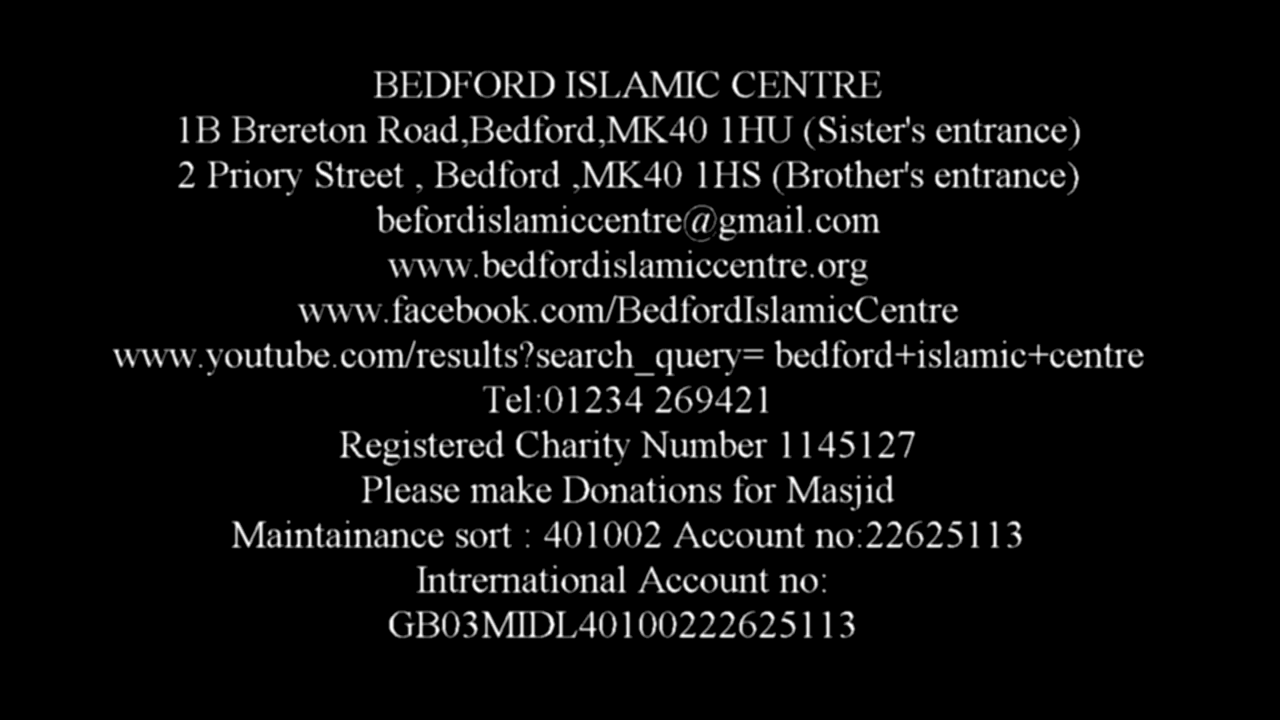 BEDFORD ISLAMIC CENTRE
1B Brereton Road,Bedford,MK40 1HU (Sister's entrance)
2 Priory Street , Bedford ,MK40 1HS (Brother's entrance)
befordislamiccentre@gmail.com
www.bedfordislamiccentre.org
www.facebook.com/BedfordIslamicCentre
www.youtube.com/results?search_query= bedford+islamic+centre
Tel:01234 269421
Registered Charity Number 1145127
Please make Donations for Masjid
Maintainance sort : 401002 Account no:22625113
Intrernational Account no:
GB03MIDL40100222625113